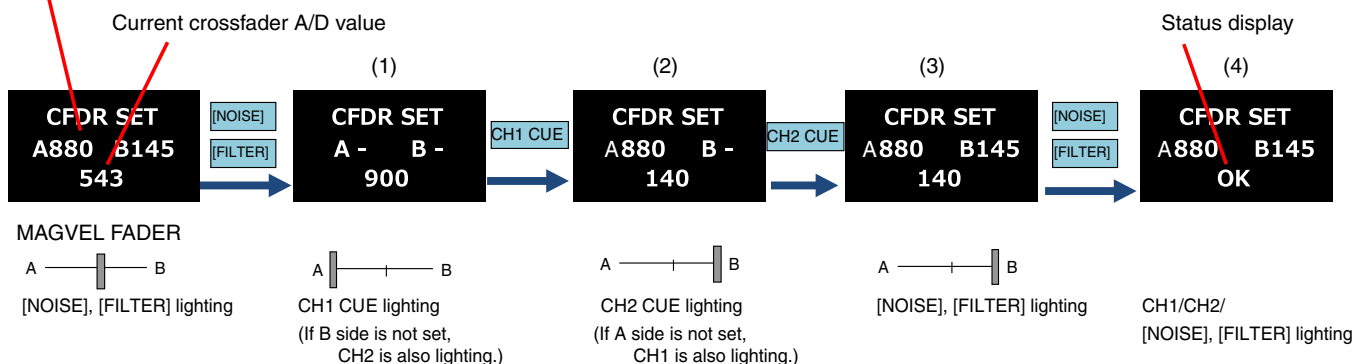 Current crossfader A/D value
Status display
(1)
(2)
(3)
(4)
CFDR SET
A880 B145
543
[NOISE]
[FILTER]
CFDR SET
A - B -
900
CH1 CUE
CFDR SET
A880 B -
140
CH2 CUE
CFDR SET
A880 B145
140
[NOISE]
[FILTER]
CFDR SET
A880 B145
OK
MAGVEL FADER
A B
[NOISE], [FILTER] lighting
A B
CH1 CUE lighting
(If B side is not set,
CH2 is also lighting.)
A B
CH2 CUE lighting
(If A side is not set,
CH1 is also lighting.)
A B
[NOISE], [FILTER] lighting
CH1/CH2/
[NOISE], [FILTER] lighting